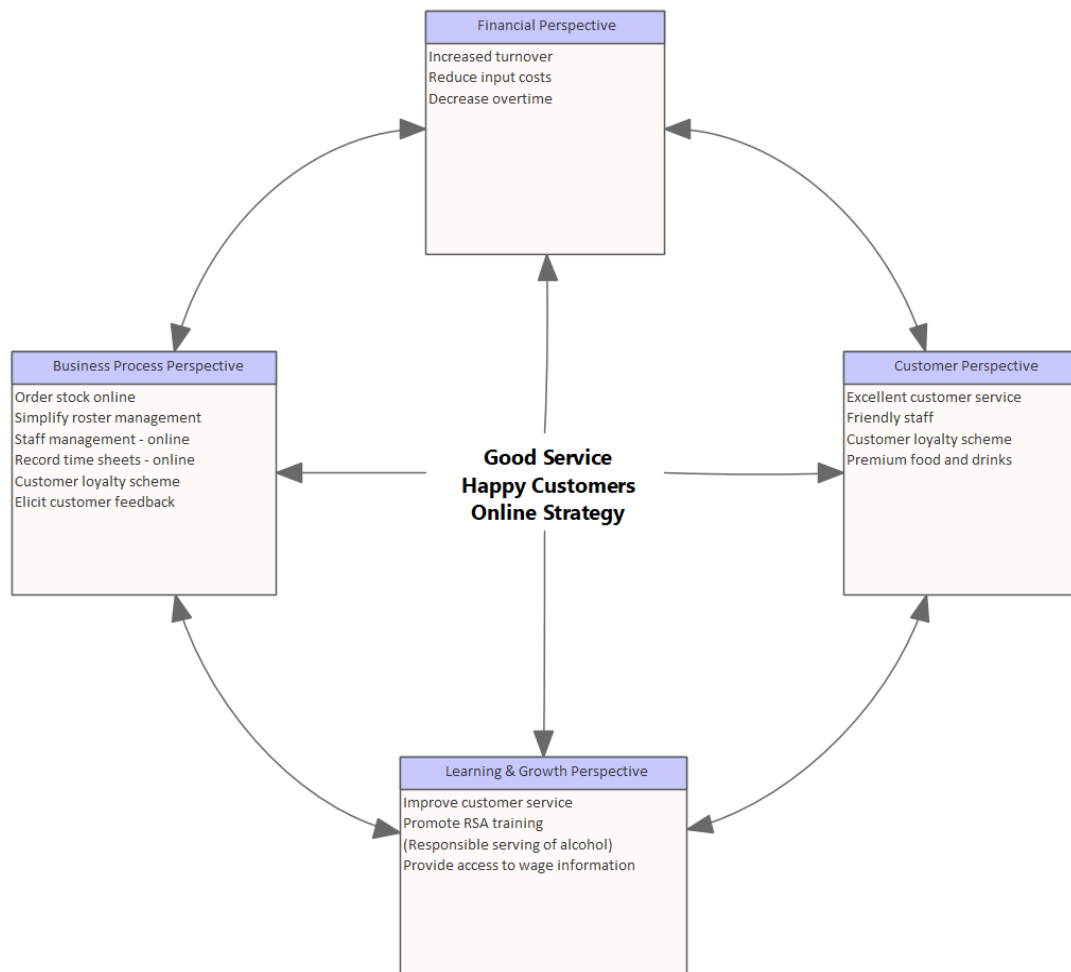 Financial Perspective
Increased turnover
Reduce input costs
Decrease overtime
Business Process Perspective
Order stock online
Simplify roster management
Staff management - online
Record time sheets - online
Customer loyalty scheme
Elicit customer feedback
Good Service
Happy Customers
Online Strategy
Customer Perspective
Excellent customer service
Friendly staff
Customer loyalty scheme
Premium food and drinks
Learning & Growth Perspective
Improve customer service
Promote RSA training
(Responsible serving of alcohol)
Provide access to wage information